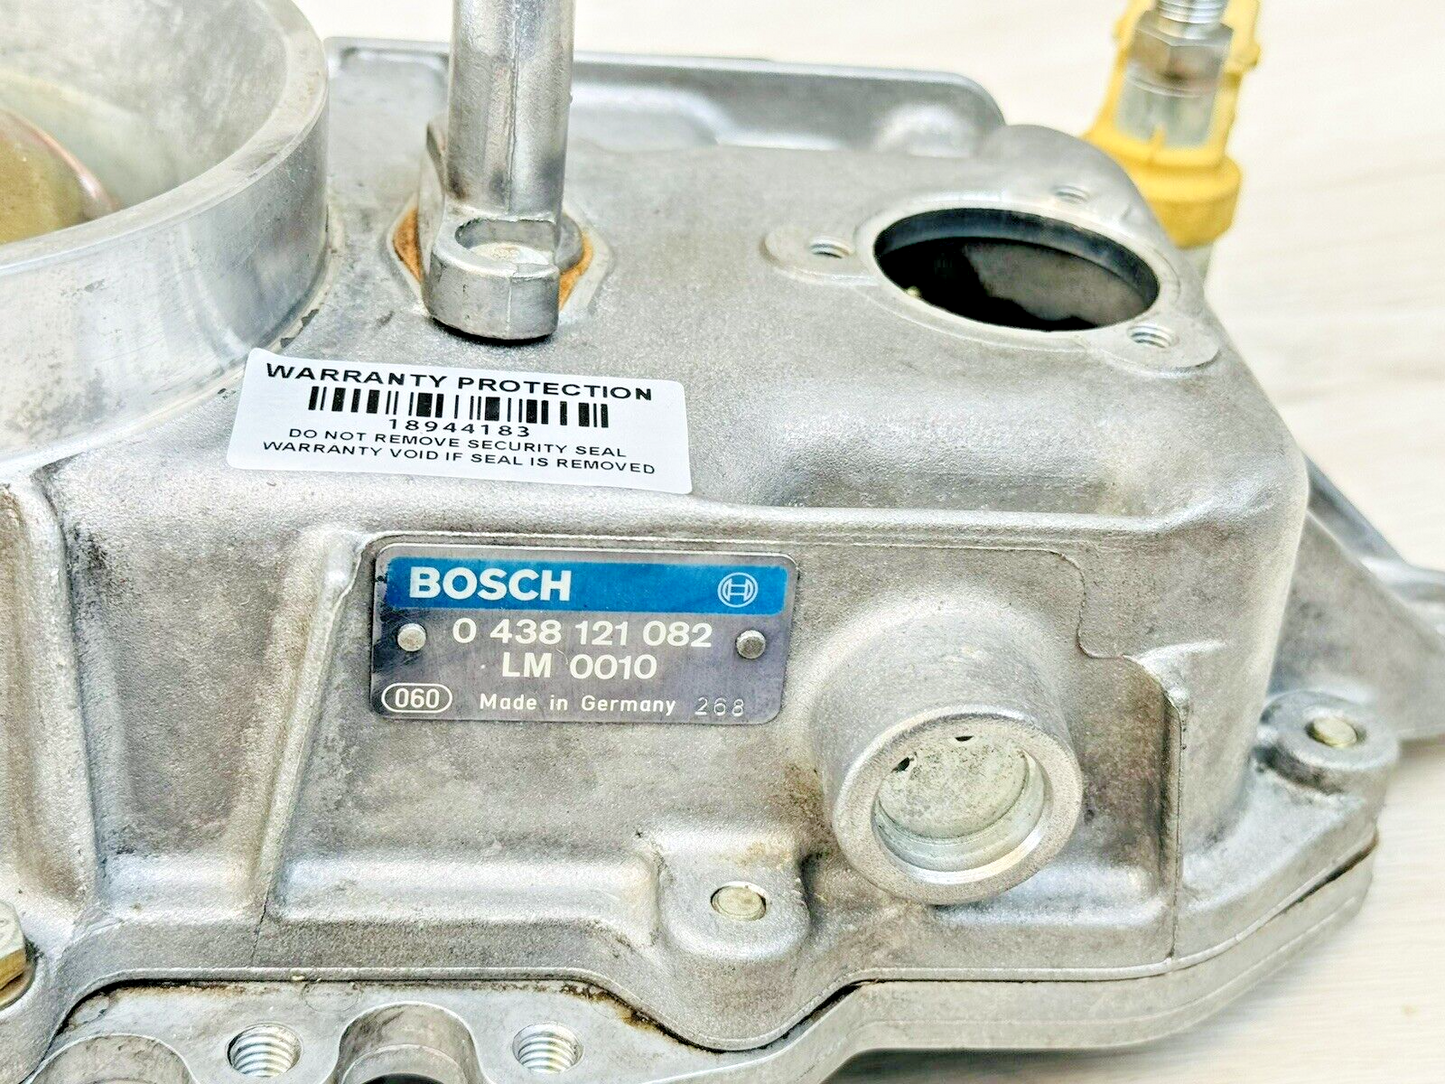 WARRANTY PROTECTION
18944183
DO NOT REMOVE SECURITY SEAL
WARRANTY VOID IF SEAL IS REMOVED
BOSCH
0 438 121 082
LM 0010
060 Made in Germany 268